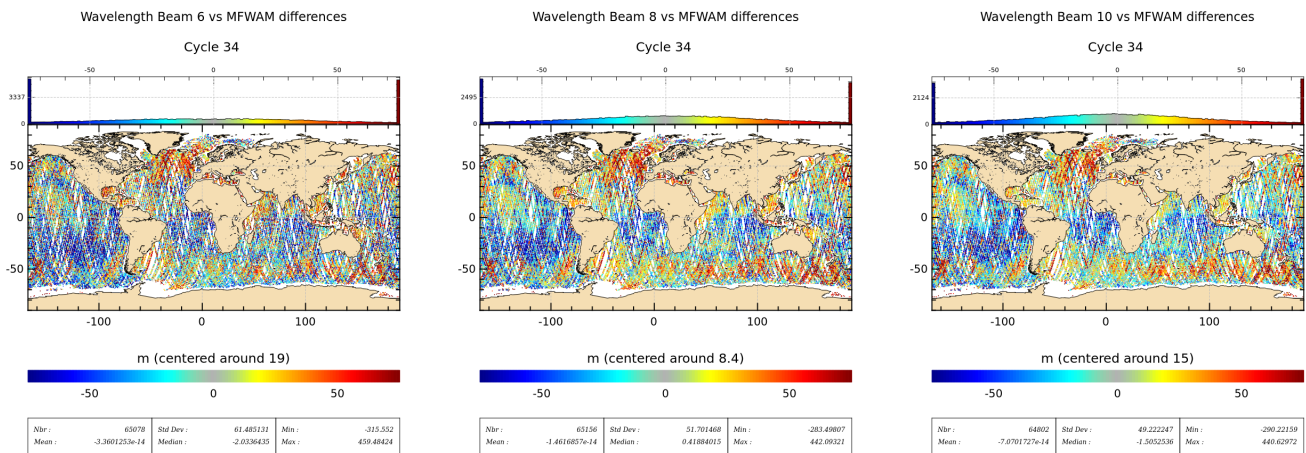 Wavelength Beam 6 vs MFWAM differences
Cycle 34
-50 0 50
3337
0
50
0
-50
-100 0 100
m (centered around 19)
-50 0 50
Nbr : 65078 Std Dev : 61.485131 Min : -315.552
Mean : -3.3601253e-14 Median : -2.0336435 Max : 459.48424
Wavelength Beam 8 vs MFWAM differences
Cycle 34
-50 0 50
2495
0
50
0
-50
-100 0 100
m (centered around 8.4)
-50 0 50
Nbr : 65156 Std Dev : 51.701468 Min : -283.49807
Mean : -1.4616857e-14 Median : 0.41884015 Max : 442.09321
Wavelength Beam 10 vs MFWAM differences
Cycle 34
-50 0 50
2124
0
50
0
-50
-100 0 100
m (centered around 15)
-50 0 50
Nbr : 64802 Std Dev : 49.222247 Min : -290.22159
Mean : -7.0701727e-14 Median : -1.5052536 Max : 440.62972